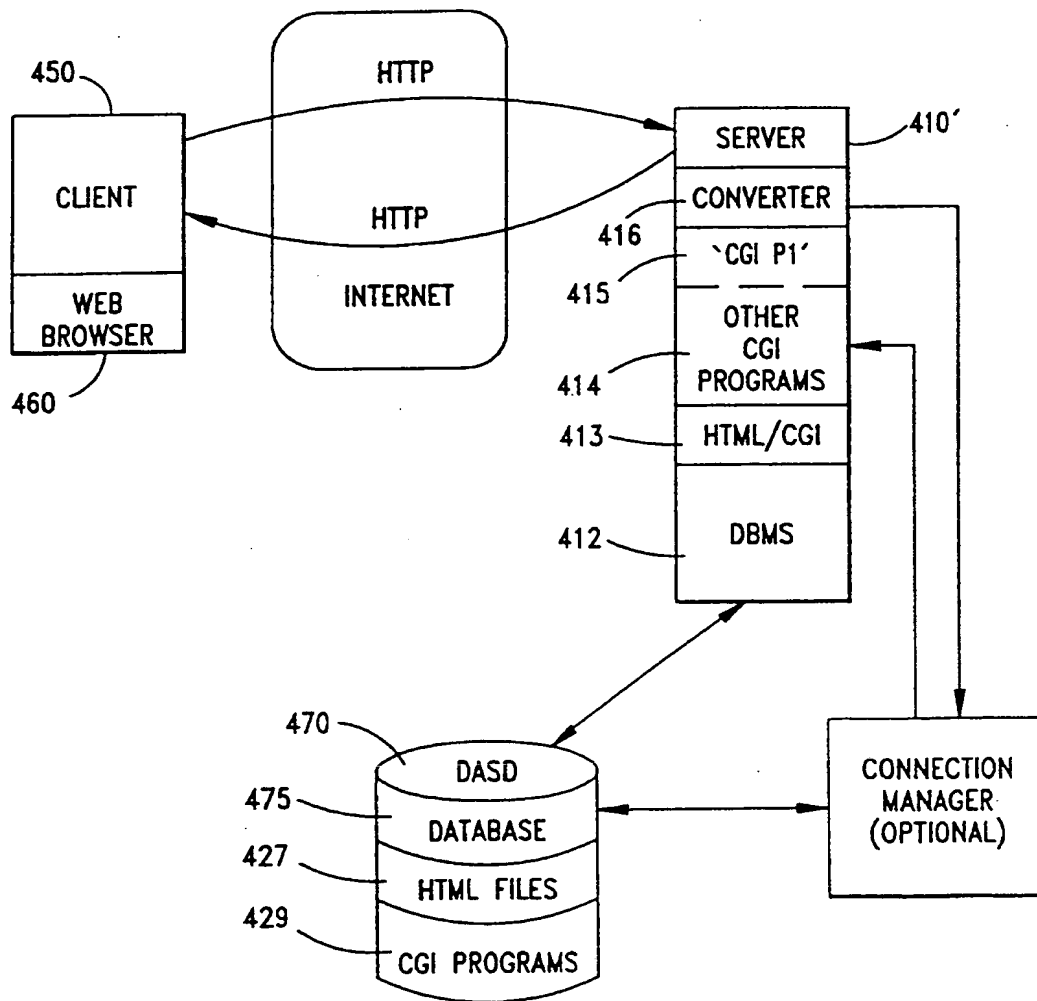 450
CLIENT
WEB
BROWSER
460
HTTP
HTTP
INTERNET
SERVER
410′
CONVERTER
416
`CGI P1′
415
OTHER
CGI
PROGRAMS
414
HTML/CGI
413
DBMS
412
470
DASD
475
DATABASE
427
HTML FILES
429
CGI PROGRAMS
CONNECTION
MANAGER
(OPTIONAL)